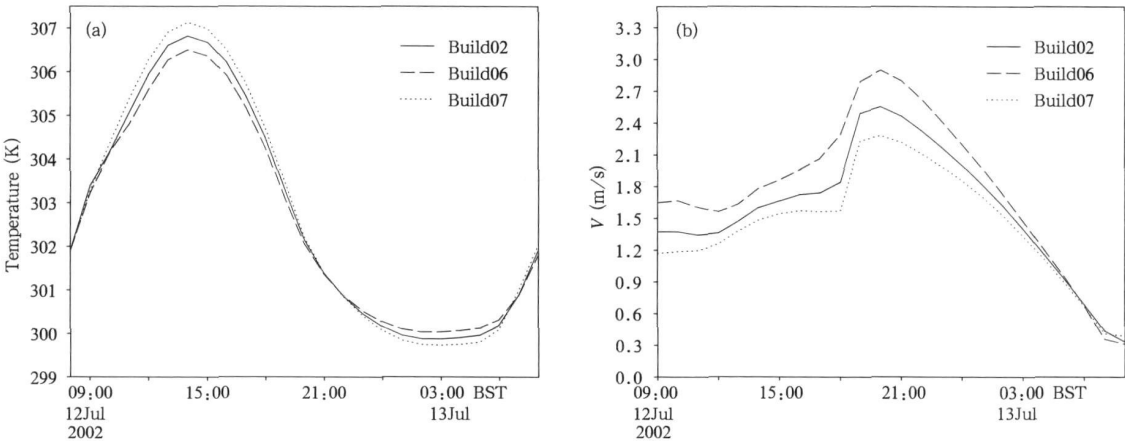 (a)
Build02
Build06
Build07
Temperature (K)
307
306
305
304
303
302
301
300
299
09:00 15:00 21:00 03:00 BST
12Jul 13Jul
2002
(b)
Build02
Build06
Build07
V (m/s)
3.3
3.0
2.7
2.4
2.1
1.8
1.5
1.2
0.9
0.6
0.3
0.0
09:00 15:00 21:00 03:00 BST
12Jul 13Jul
2002